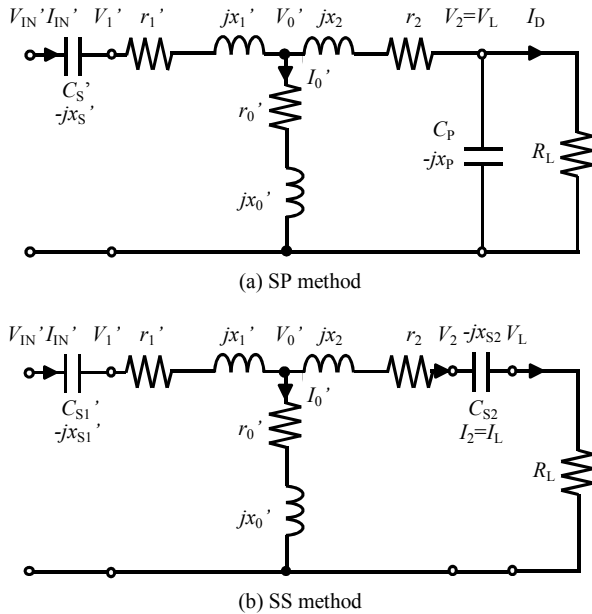 V_IN' I_IN' V_1' r_1' jx_1' V_0' jx_2 r_2 V_2=V_L I_D
C_S'
-jx_S'
I_0'
r_0'
C_P
-jx_P
R_L
jx_0'
(a) SP method
V_IN' I_IN' V_1' r_1' jx_1' V_0' jx_2 r_2 V_2 -jx_S2 V_L
C_S1'
-jx_S1'
I_0'
r_0'
C_S2
I_2=I_L
R_L
jx_0'
(b) SS method